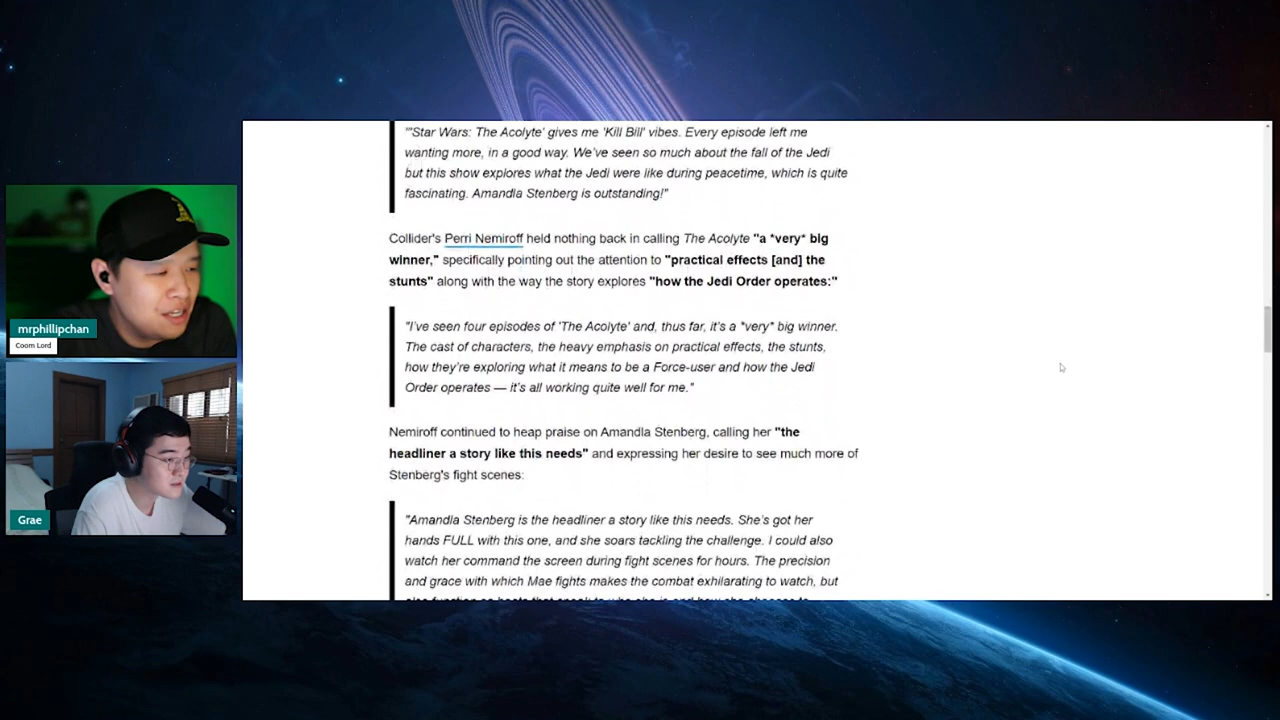 "'Star Wars: The Acolyte' gives me 'Kill Bill' vibes. Every episode left me
wanting more, in a good way. We've seen so much about the fall of the Jedi
but this show explores what the Jedi were like during peacetime, which is quite
fascinating. Amandla Stenberg is outstanding!"
Collider's Perri Nemiroff held nothing back in calling The Acolyte "a *very* big
winner," specifically pointing out the attention to "practical effects [and] the
stunts" along with the way the story explores "how the Jedi Order operates:"
"I've seen four episodes of 'The Acolyte' and, thus far, it's a *very* big winner.
The cast of characters, the heavy emphasis on practical effects, the stunts,
how they're exploring what it means to be a Force-user and how the Jedi
Order operates — it's all working quite well for me."
Nemiroff continued to heap praise on Amandla Stenberg, calling her "the
headliner a story like this needs" and expressing her desire to see much more of
Stenberg's fight scenes:
"Amandla Stenberg is the headliner a story like this needs. She's got her
hands FULL with this one, and she soars tackling the challenge. I could also
watch her command the screen during fight scenes for hours. The precision
and grace with which Mae fights makes the combat exhilarating to watch, but
mrphillipchan
Coom Lord
Grae